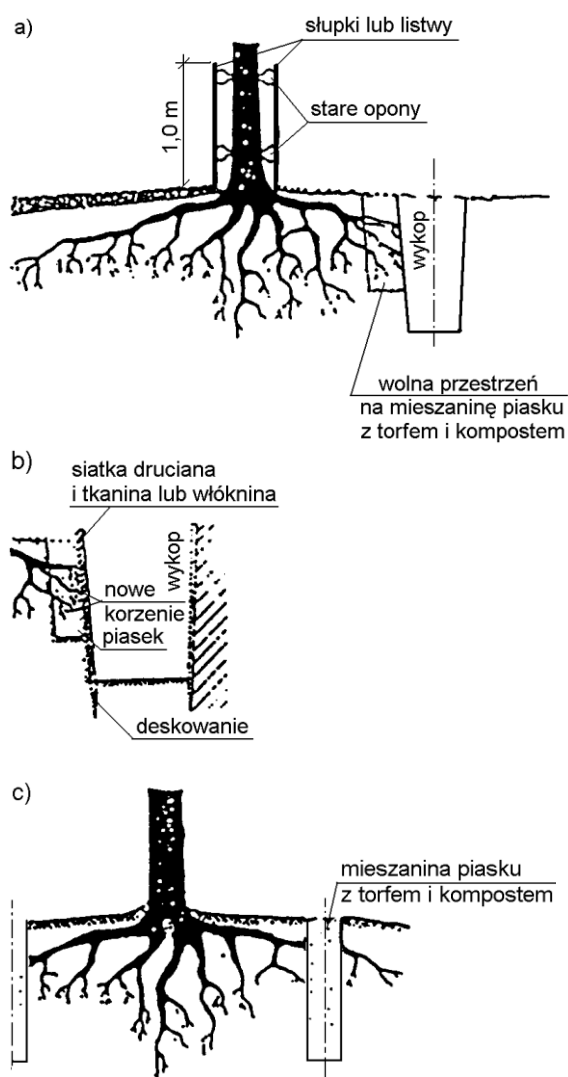 a)
słupki lub listwy
stare opony
1,0 m
wykop
wolna przestrzeń
na mieszaninę piasku
z torfem i kompostem
b)
siatka druciana
i tkanina lub włóknina
wykop
nowe
korzenie
piasek
deskowanie
c)
mieszanina piasku
z torfem i kompostem